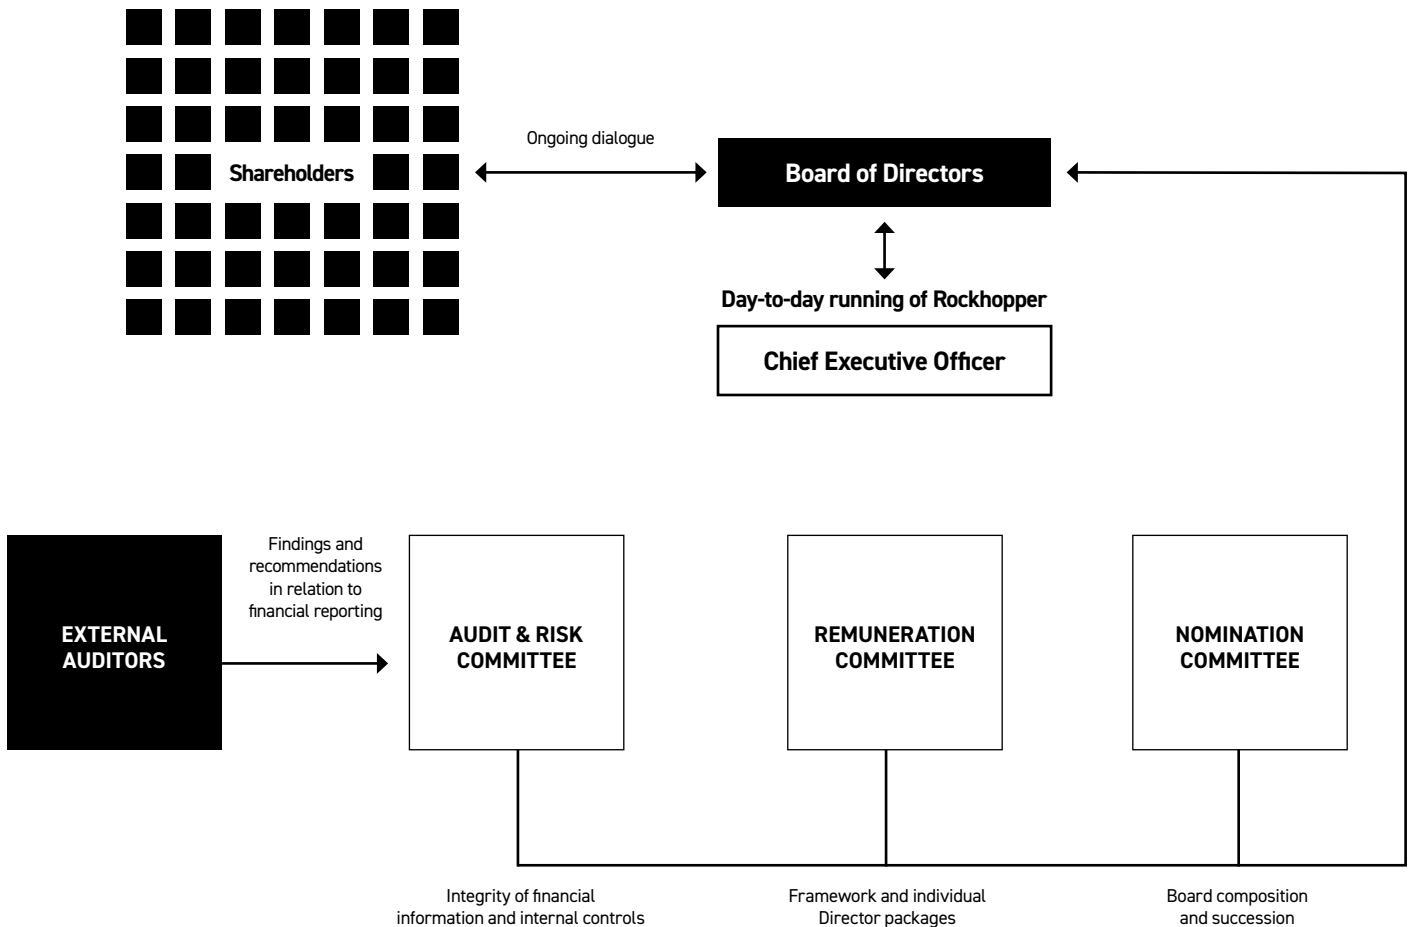 Ongoing dialogue
Shareholders
Board of Directors
Day-to-day running of Rockhopper
Chief Executive Officer
EXTERNAL
AUDITORS
Findings and
recommendations
in relation to
financial reporting
AUDIT & RISK
COMMITTEE
REMUNERATION
COMMITTEE
NOMINATION
COMMITTEE
Integrity of financial
information and internal controls
Framework and individual
Director packages
Board composition
and succession